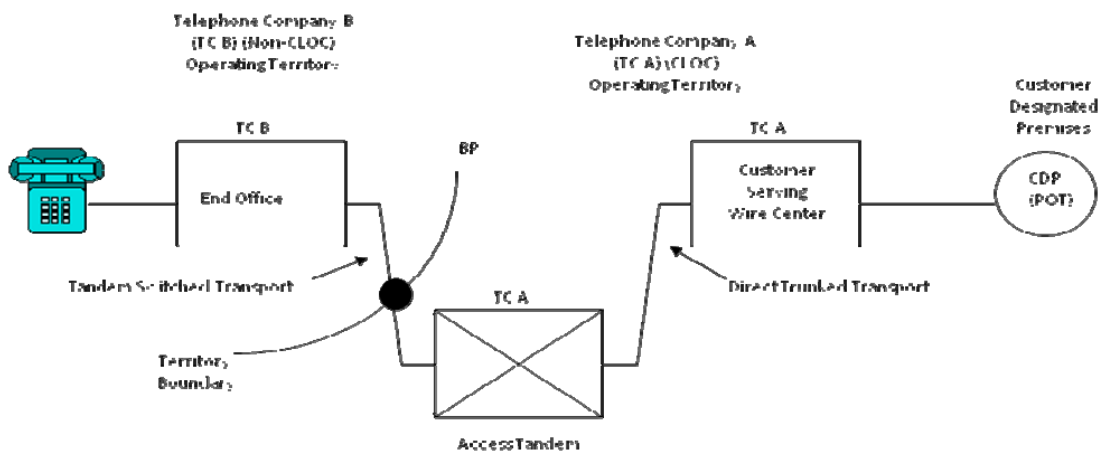 Telephone Company B
(TC B) (Non-CLOC)
Operating Territory
Telephone Company A
(TC A) (CLOC)
Operating Territory
Customer
Designated
Premises
TC B
BP
TC A
End Office
Customer
Serving
Wire Center
CDP
(POT)
Tandem Switched Transport
TC A
Direct Trunked Transport
Territory
Boundary
Access Tandem